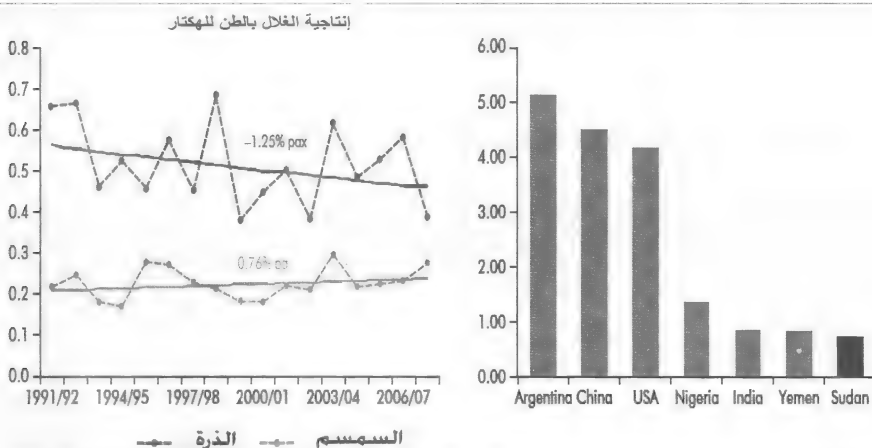 إنتاجية الغلال بالطن للهكتار
0.8
0.7
0.6
0.5
0.4
0.3
0.2
0.1
0.0
–1.25% pax
0.76% pa
1991/92 1994/95 1997/98 2000/01 2003/04 2006/07
السمسم الذرة
6.00
5.00
4.00
3.00
2.00
1.00
0.00
Argentina China USA Nigeria India Yemen Sudan